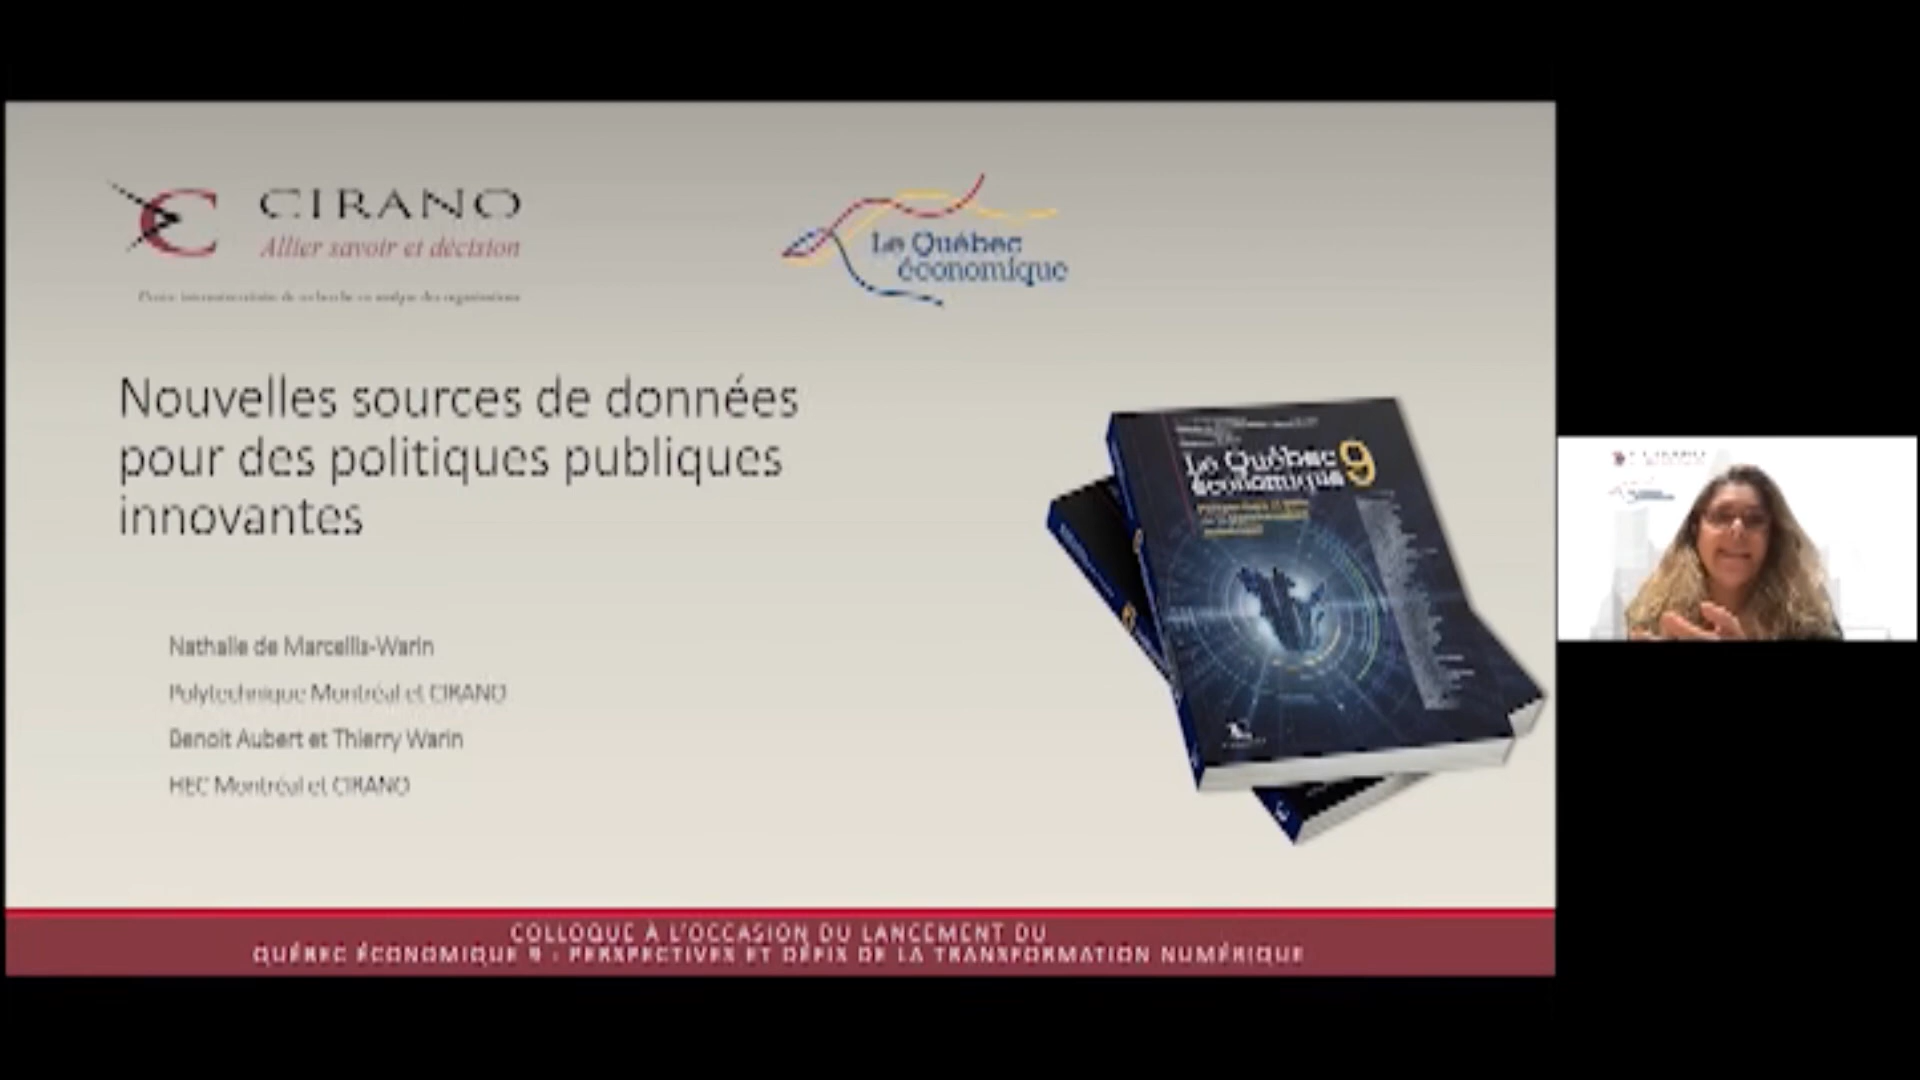 CIRANO
Allier savoir et décision
Le Québec
économique
Nouvelles sources de données
pour des politiques publiques
innovantes
Le Québec
économique 9
Nathalie de Marcellis-Warin
Polytechnique Montréal et CIRANO
Benoit Aubert et Thierry Warin
HEC Montréal et CIRANO
COLLOQUE À L'OCCASION DU LANCEMENT DU
QUÉBEC ÉCONOMIQUE 9 : PERSPECTIVES ET DÉFIS DE LA TRANSFORMATION NUMÉRIQUE
CIRANO